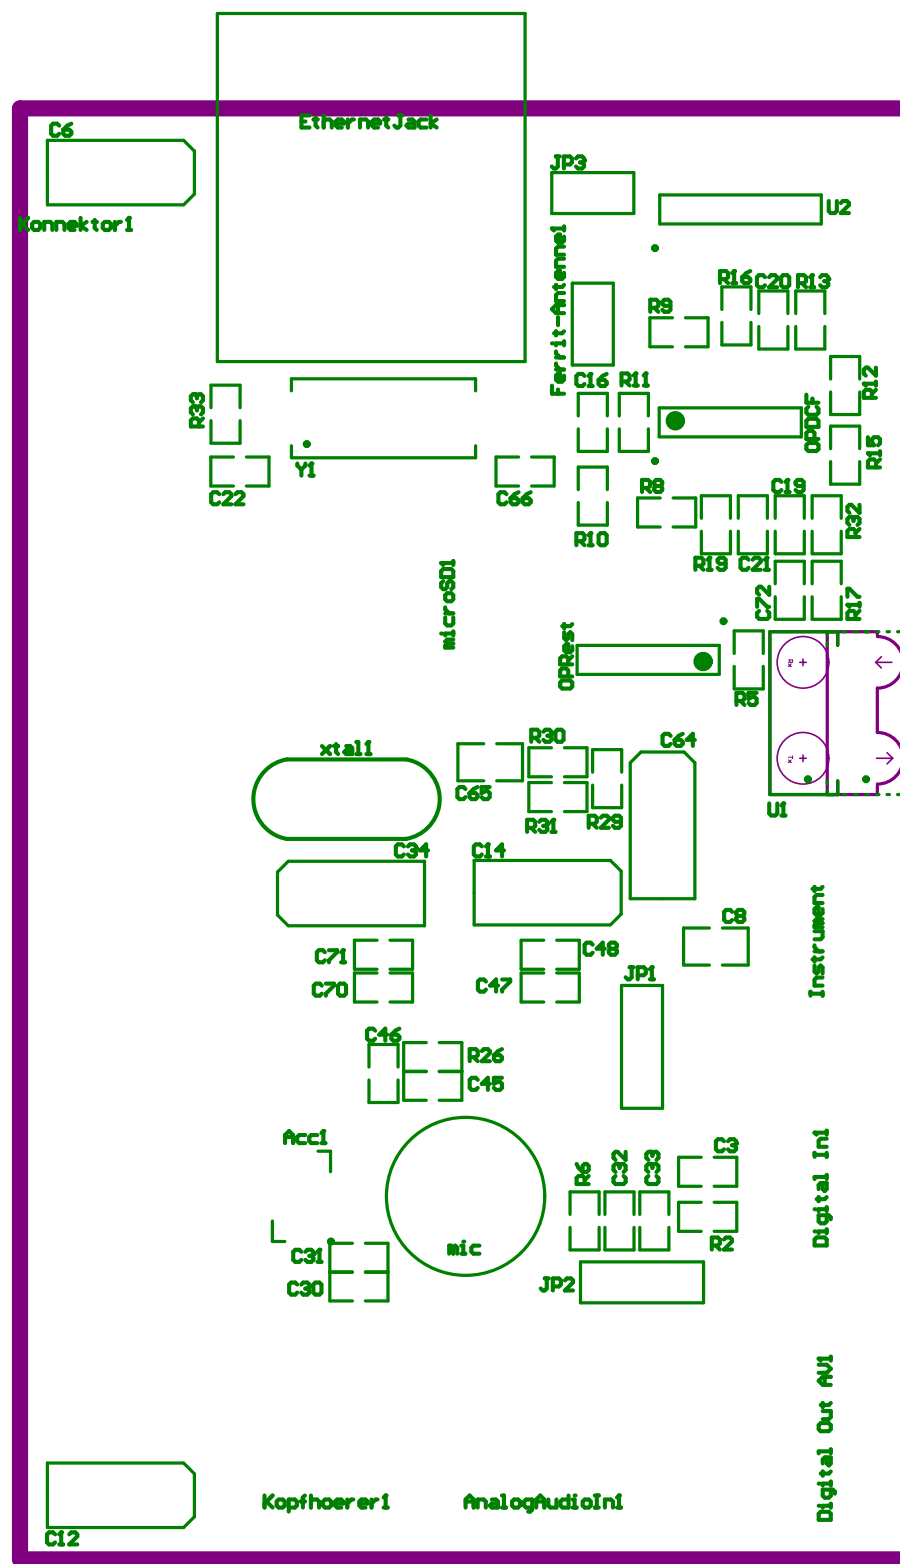 EthernetJack
C6
JP3
U2
Konnektor1
Ferrit-Antenne1
R16
C20
R13
R9
C16
R11
R12
R33
OPDCF
R15
Y1
C22
C66
R8
C19
R32
R10
R19
C21
microSD1
C72
R17
OPRest
Rx
R5
xtal1
R30
C64
Tx
C65
R31
R29
U1
C34
C14
C8
C71
C48
Instrument
C70
C47
JP1
C46
R26
C45
Acc1
C3
R6
C32
C33
Digital In1
R2
mic
C31
C30
JP2
Digital Out AV1
Kopfhoerer1
AnalogAudioIn1
C12